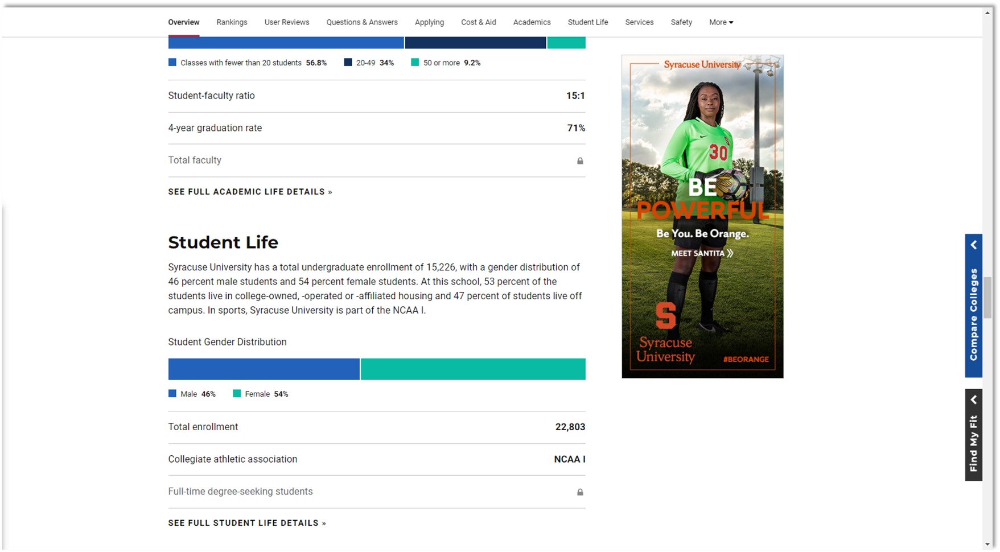 Overview Rankings User Reviews Questions & Answers Applying Cost & Aid Academics Student Life Services Safety More
Classes with fewer than 20 students 56.8% 20-49 34% 50 or more 9.2%
Student-faculty ratio 15:1
4-year graduation rate 71%
Total faculty
SEE FULL ACADEMIC LIFE DETAILS »
Student Life
Syracuse University has a total undergraduate enrollment of 15,226, with a gender distribution of
46 percent male students and 54 percent female students. At this school, 53 percent of the
students live in college-owned, -operated or -affiliated housing and 47 percent of students live off
campus. In sports, Syracuse University is part of the NCAA I.
Student Gender Distribution
Male 46% Female 54%
Total enrollment 22,803
Collegiate athletic association NCAA I
Full-time degree-seeking students
SEE FULL STUDENT LIFE DETAILS »
Syracuse University
S
30
BE
POWERFUL
Be You. Be Orange.
MEET SANTITA »
S
Syracuse
University
#BEORANGE
Compare Colleges
Find My Fit